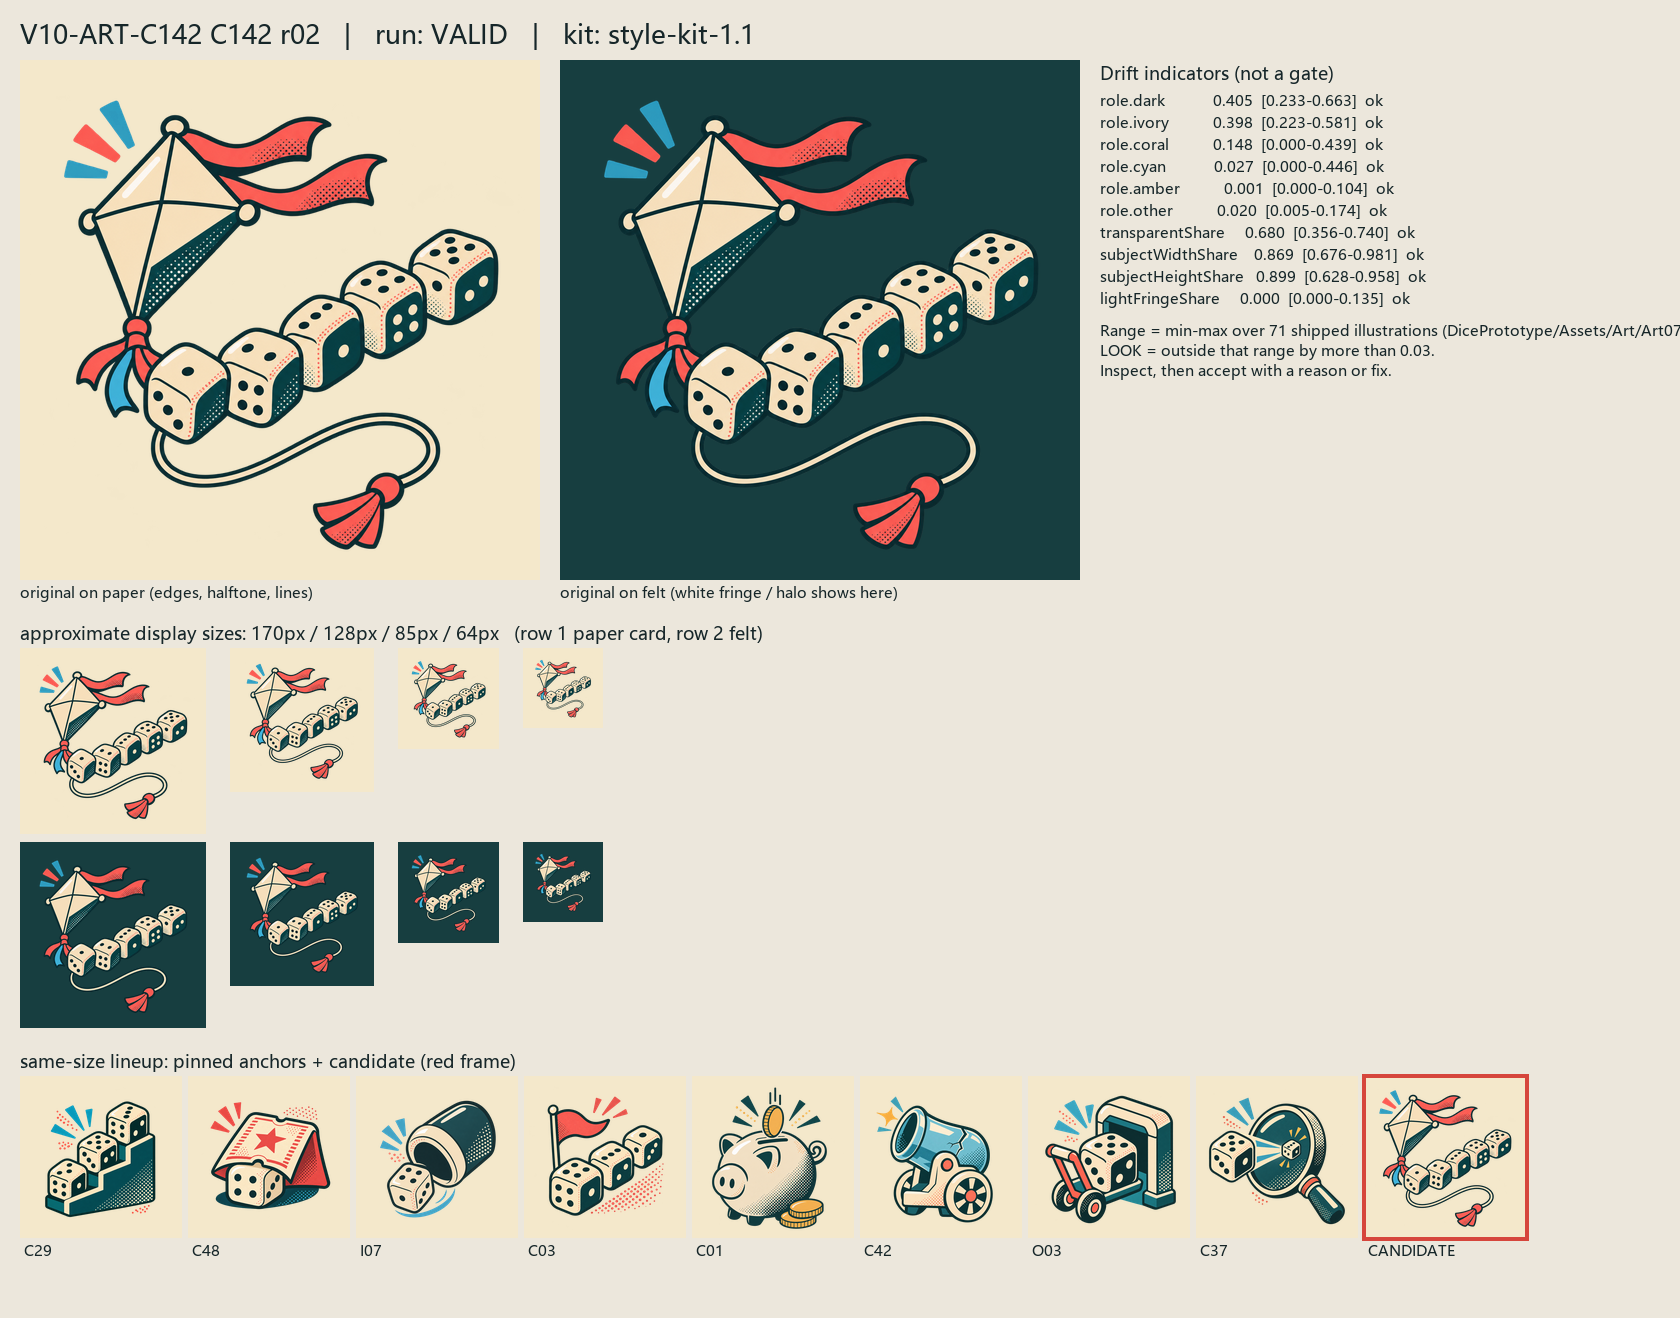 V10-ART-C142 C142 r02 | run: VALID | kit: style-kit-1.1
Drift indicators (not a gate)
role.dark 0.405 [0.233-0.663] ok
role.ivory 0.398 [0.223-0.581] ok
role.coral 0.148 [0.000-0.439] ok
role.cyan 0.027 [0.000-0.446] ok
role.amber 0.001 [0.000-0.104] ok
role.other 0.020 [0.005-0.174] ok
transparentShare 0.680 [0.356-0.740] ok
subjectWidthShare 0.869 [0.676-0.981] ok
subjectHeightShare 0.899 [0.628-0.958] ok
lightFringeShare 0.000 [0.000-0.135] ok
Range = min-max over 71 shipped illustrations (DicePrototype/Assets/Art/Art07
LOOK = outside that range by more than 0.03.
Inspect, then accept with a reason or fix.
original on paper (edges, halftone, lines)
original on felt (white fringe / halo shows here)
approximate display sizes: 170px / 128px / 85px / 64px (row 1 paper card, row 2 felt)
same-size lineup: pinned anchors + candidate (red frame)
C29
C48
I07
C03
C01
C42
O03
C37
CANDIDATE